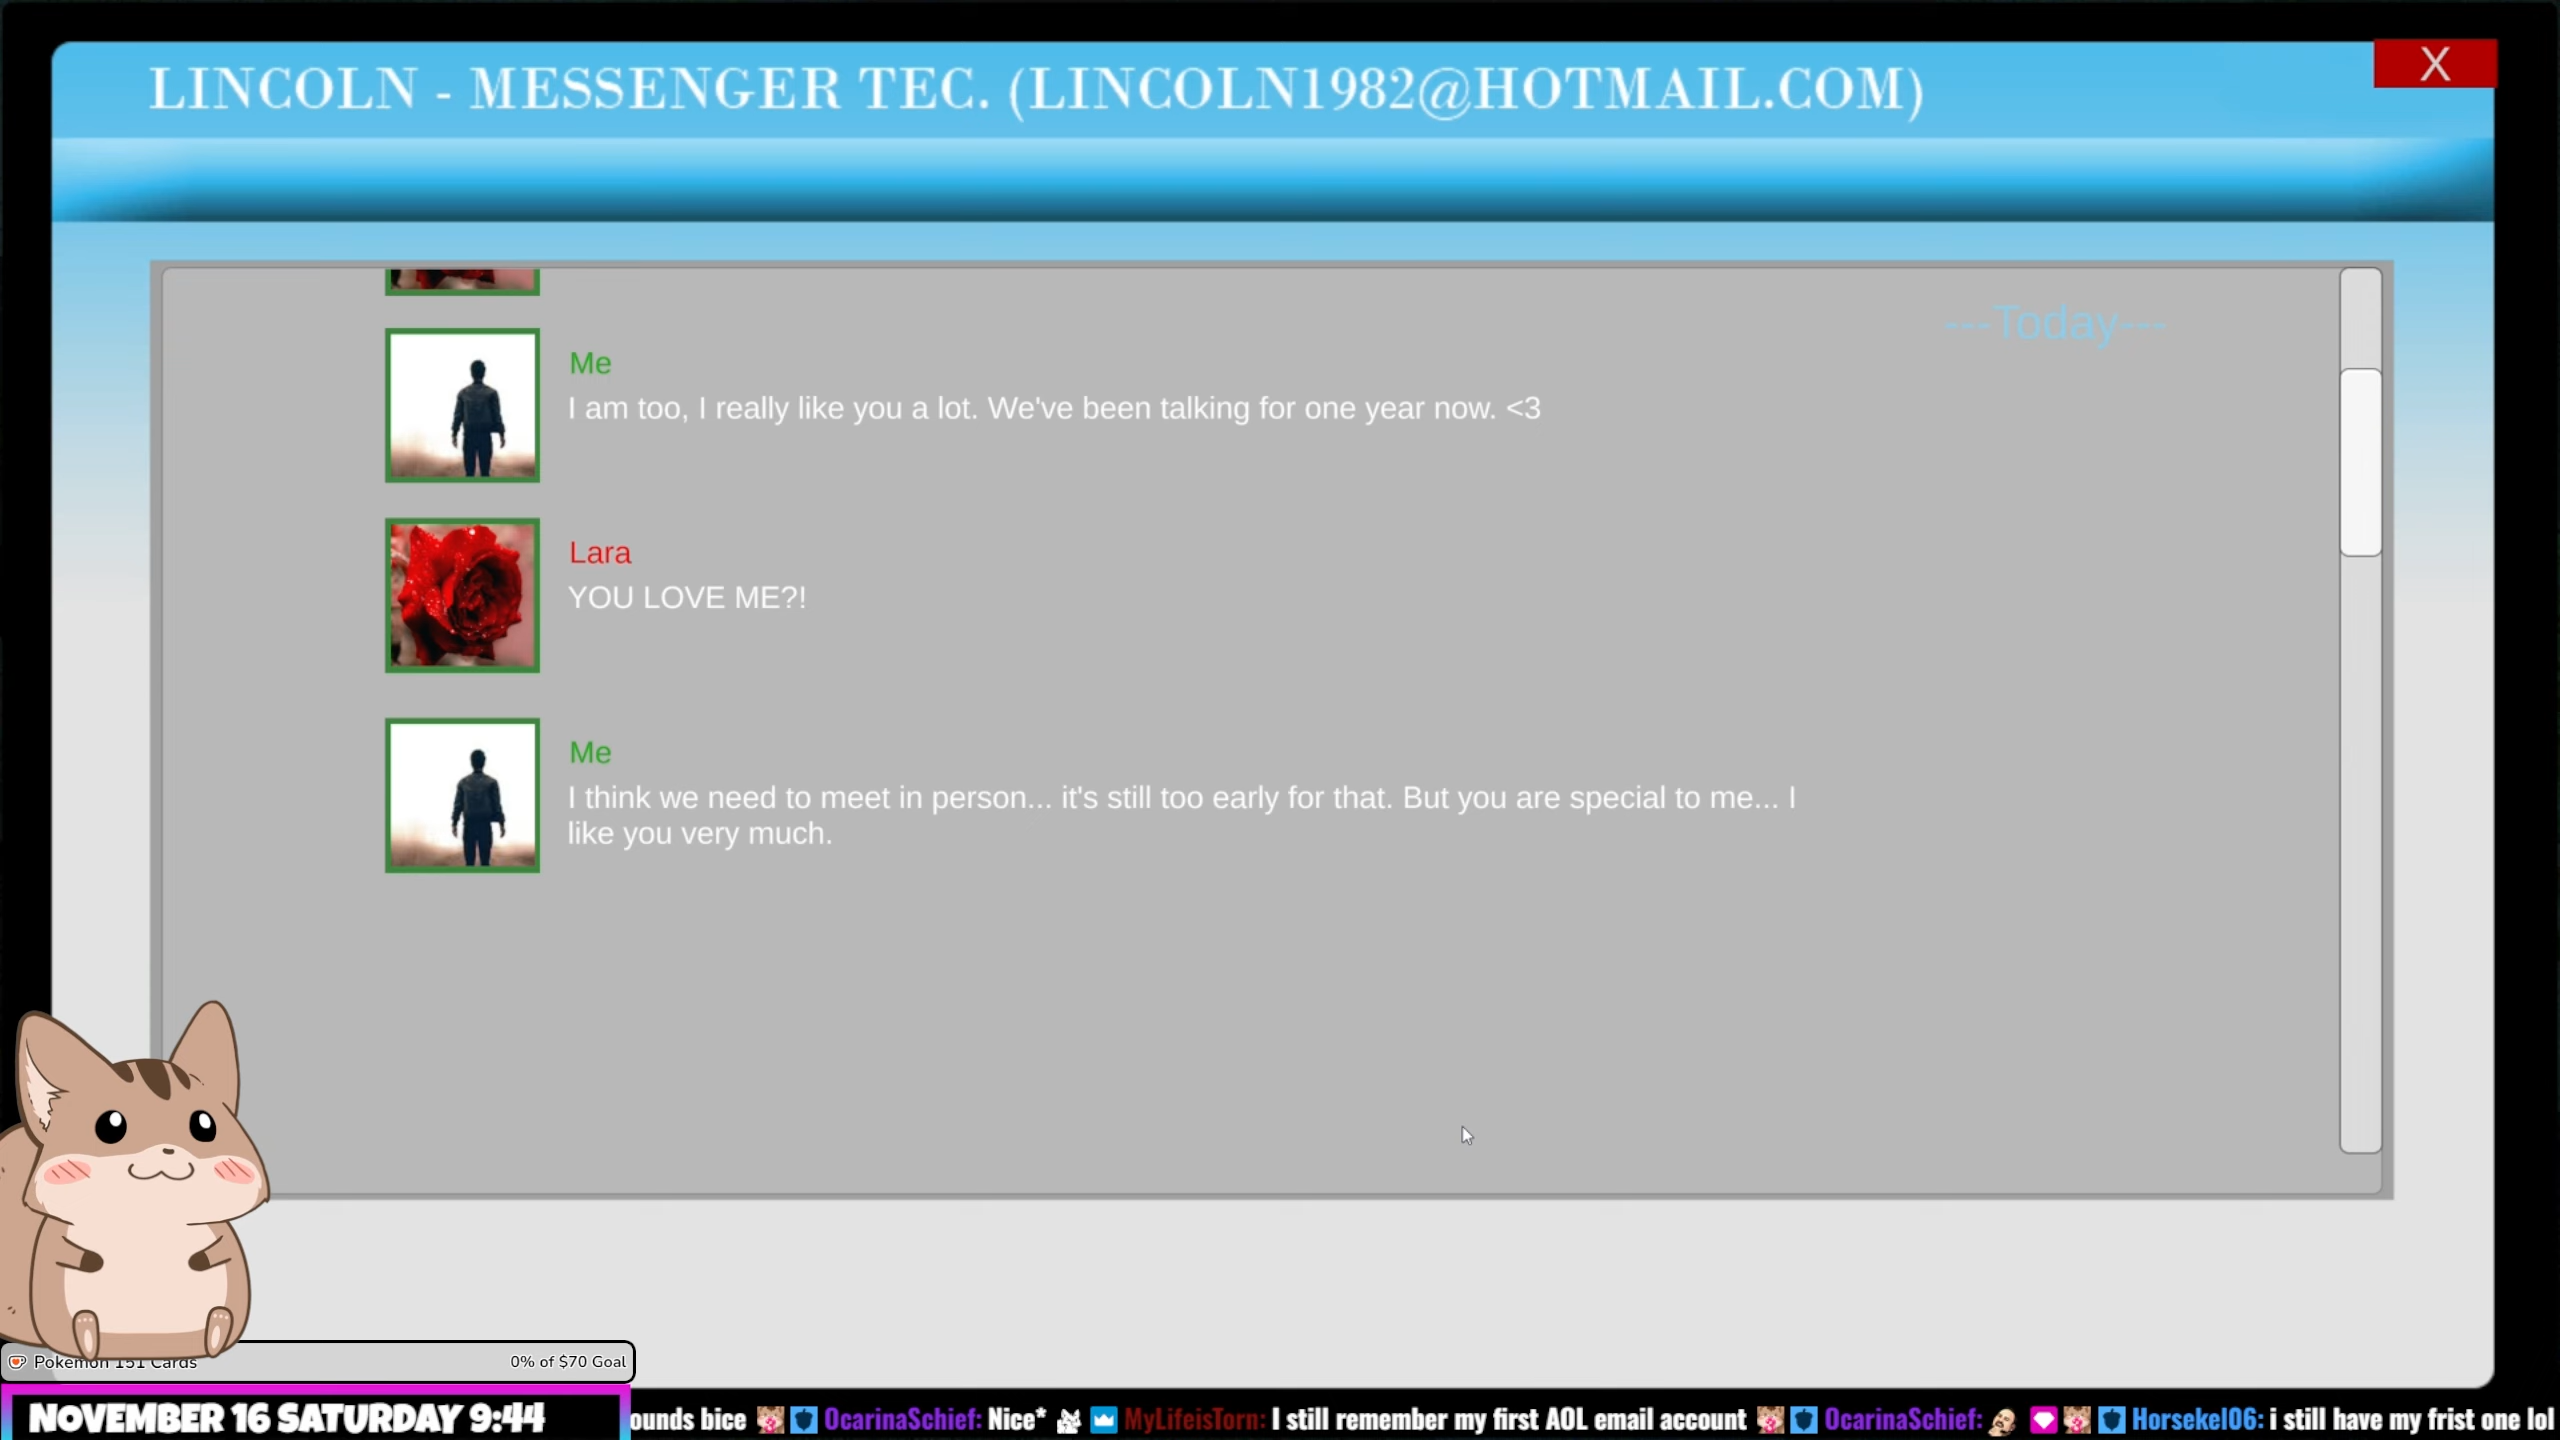 LINCOLN - MESSENGER TEC. (LINCOLN1982@HOTMAIL.COM)
X
---Today---
Me
I am too, I really like you a lot. We've been talking for one year now. <3
Lara
YOU LOVE ME?!
Me
I think we need to meet in person... it's still too early for that. But you are special to me... I
like you very much.
Pokemon 151 Cards 0% of $70 Goal
NOVEMBER 16 SATURDAY 9:44
ounds bice OcarinaSchief: Nice* MyLifeisTorn: I still remember my first AOL email account OcarinaSchief: Horsekel06: i still have my frist one lol